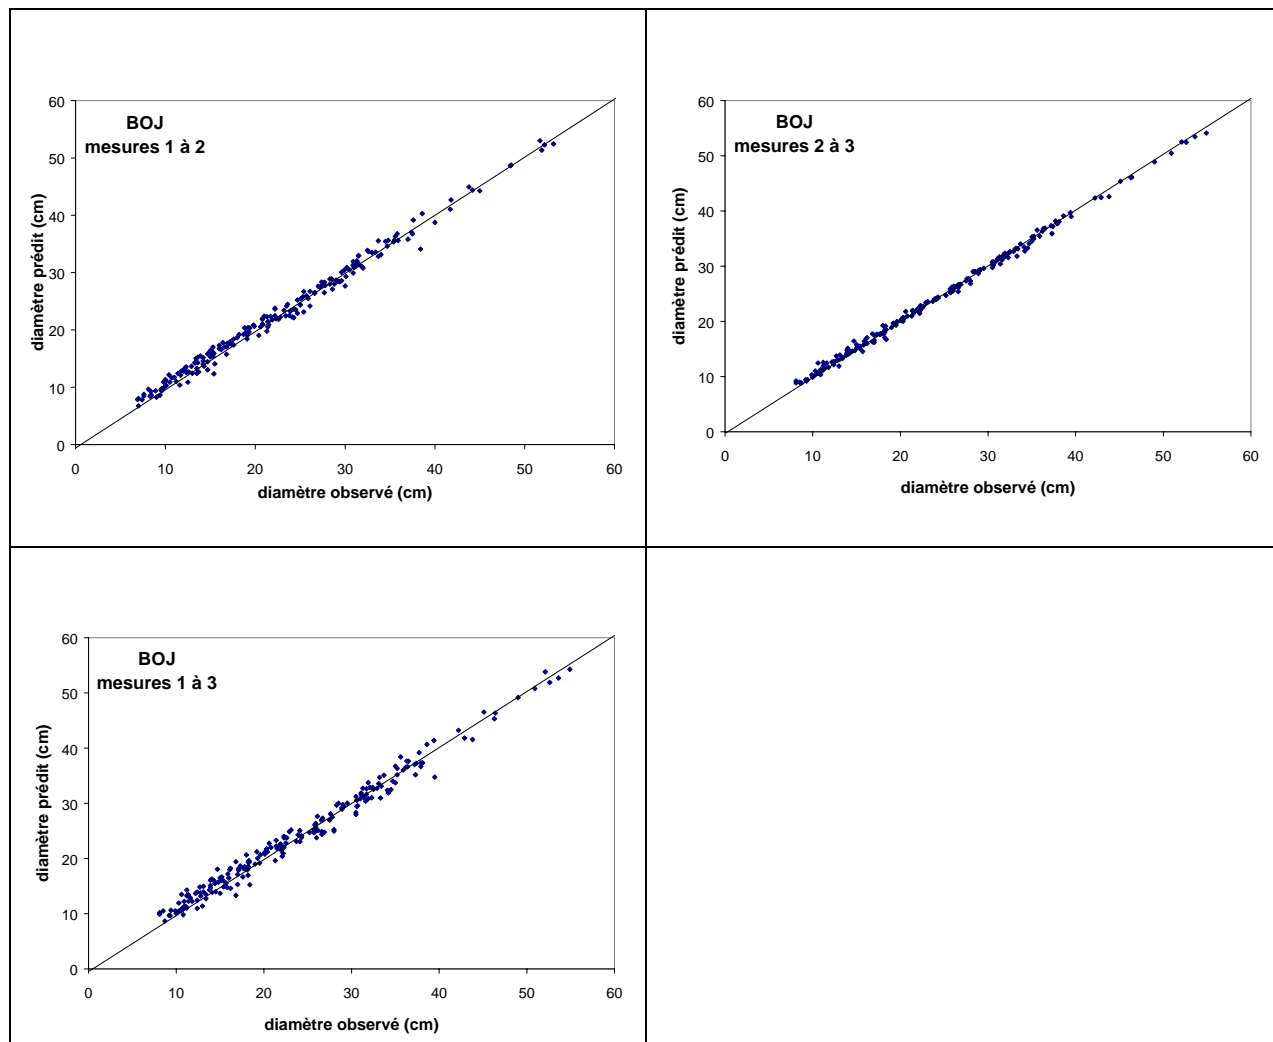 BOJ
mesures 1 à 2
diamètre prédit (cm)
60
50
40
30
20
10
0
0 10 20 30 40 50 60
diamètre observé (cm)
BOJ
mesures 2 à 3
diamètre prédit (cm)
60
50
40
30
20
10
0
0 10 20 30 40 50 60
diamètre observé (cm)
BOJ
mesures 1 à 3
diamètre prédit (cm)
60
50
40
30
20
10
0
0 10 20 30 40 50 60
diamètre observé (cm)